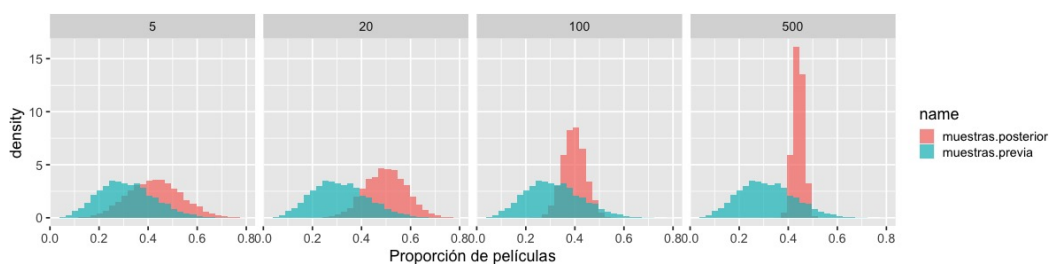 5 20 100 500
15
10
5
0
density
0.0 0.2 0.4 0.6 0.8 0.0 0.2 0.4 0.6 0.8 0.0 0.2 0.4 0.6 0.8 0.0 0.2 0.4 0.6 0.8
Proporción de películas
name
muestras.posterior
muestras.previa